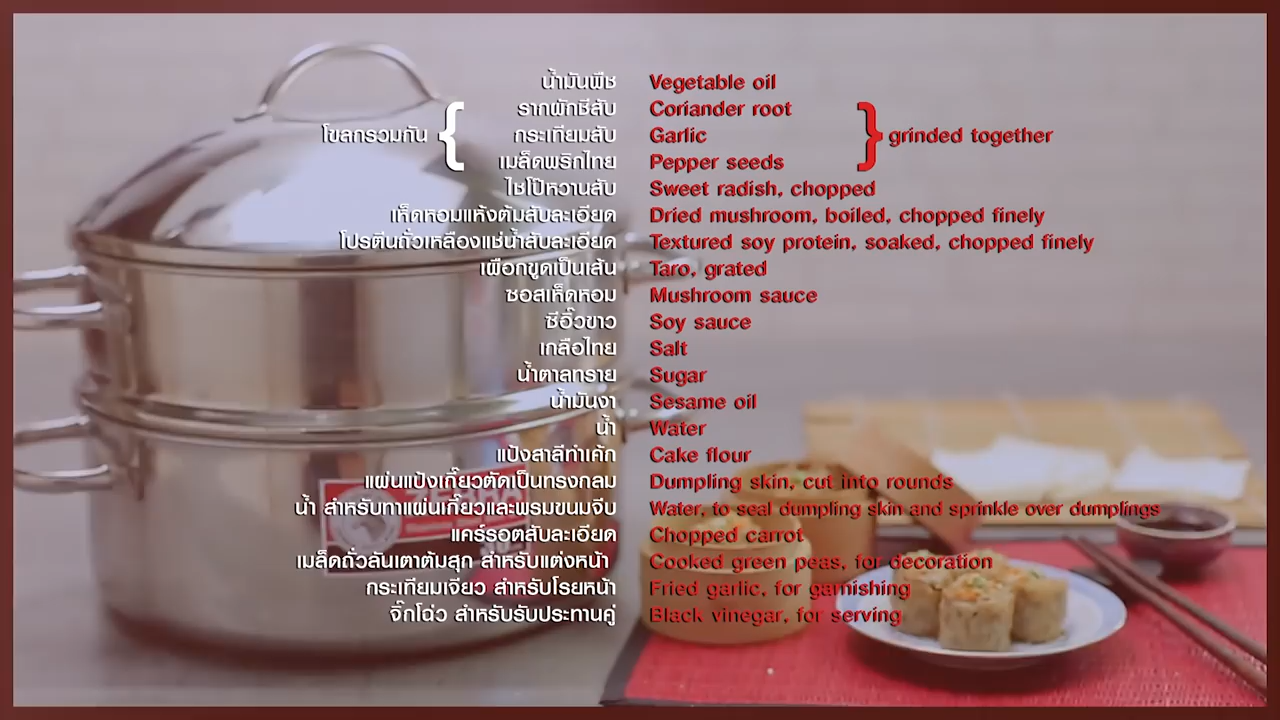 น้ำมันพืช Vegetable oil
รากผักชีสับ Coriander root
โขลกรวมกัน { กระเทียมสับ Garlic } grinded together
เมล็ดพริกไทย Pepper seeds
ไชโป๊หวานสับ Sweet radish, chopped
เห็ดหอมแห้งต้มสับละเอียด Dried mushroom, boiled, chopped finely
โปรตีนถั่วเหลืองแช่น้ำสับละเอียด Textured soy protein, soaked, chopped finely
เผือกขูดเป็นเส้น Taro, grated
ซอสเห็ดหอม Mushroom sauce
ซีอิ๊วขาว Soy sauce
เกลือไทย Salt
น้ำตาลทราย Sugar
น้ำมันงา Sesame oil
น้ำ Water
แป้งสาลีทำเค้ก Cake flour
แผ่นแป้งเกี๊ยวตัดเป็นทรงกลม Dumpling skin, cut into rounds
น้ำ สำหรับทาแผ่นเกี๊ยวและพรมขนมจีบ Water, to seal dumpling skin and sprinkle over dumplings
แคร์รอตสับละเอียด Chopped carrot
เมล็ดถั่วลันเตาต้มสุก สำหรับแต่งหน้า Cooked green peas, for decoration
กระเทียมเจียว สำหรับโรยหน้า Fried garlic, for garnishing
จิ๊กโฉ่ว สำหรับรับประทานคู่ Black vinegar, for serving